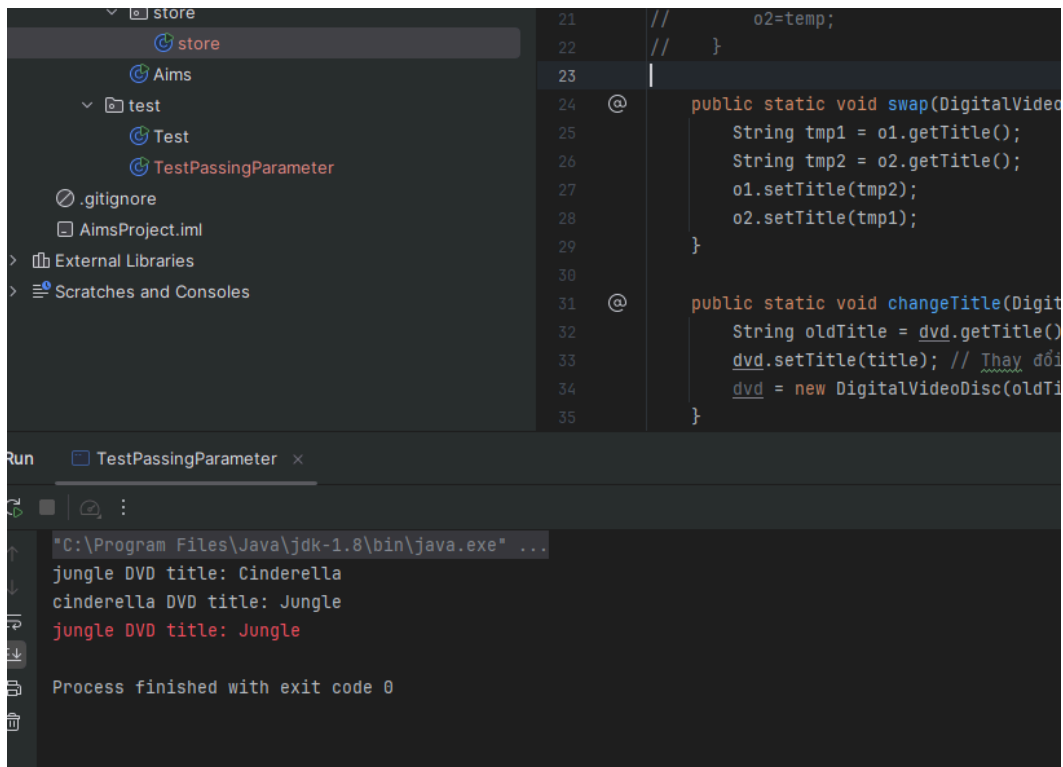 store
store
Aims
test
Test
TestPassingParameter
.gitignore
AimsProject.iml
External Libraries
Scratches and Consoles
21 // o2=temp;
22 // }
23
24 @ public static void swap(DigitalVideo
25 String tmp1 = o1.getTitle();
26 String tmp2 = o2.getTitle();
27 o1.setTitle(tmp2);
28 o2.setTitle(tmp1);
29 }
30
31 @ public static void changeTitle(Digit
32 String oldTitle = dvd.getTitle()
33 dvd.setTitle(title); // Thay đổi
34 dvd = new DigitalVideoDisc(oldTi
35 }
Run TestPassingParameter ×
"C:\Program Files\Java\jdk-1.8\bin\java.exe" ...
jungle DVD title: Cinderella
cinderella DVD title: Jungle
jungle DVD title: Jungle
Process finished with exit code 0